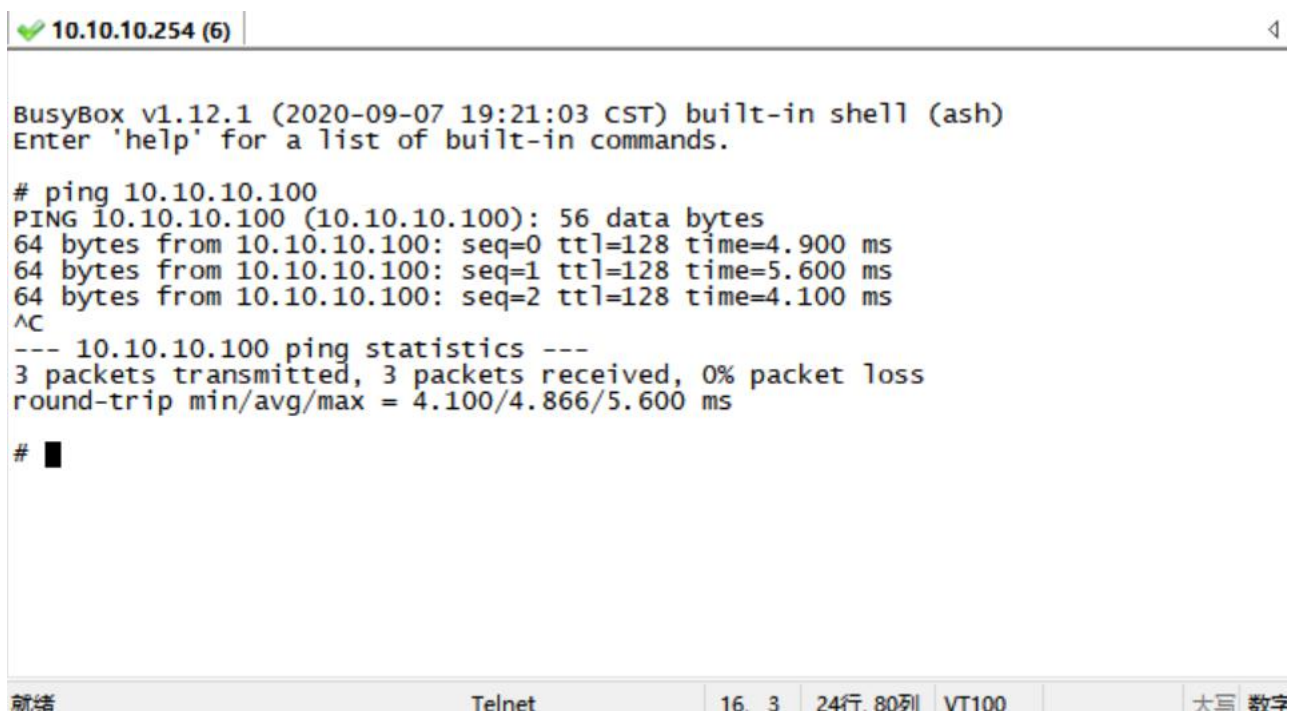 10.10.10.254 (6)
BusyBox v1.12.1 (2020-09-07 19:21:03 CST) built-in shell (ash)
Enter 'help' for a list of built-in commands.
# ping 10.10.10.100
PING 10.10.10.100 (10.10.10.100): 56 data bytes
64 bytes from 10.10.10.100: seq=0 ttl=128 time=4.900 ms
64 bytes from 10.10.10.100: seq=1 ttl=128 time=5.600 ms
64 bytes from 10.10.10.100: seq=2 ttl=128 time=4.100 ms
^C
--- 10.10.10.100 ping statistics ---
3 packets transmitted, 3 packets received, 0% packet loss
round-trip min/avg/max = 4.100/4.866/5.600 ms
#
就绪 Telnet 16, 3 24行, 80列 VT100 大写 数字